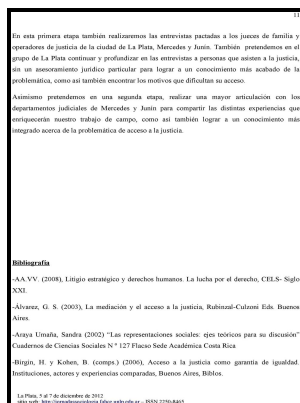 11
En esta primera etapa también realizaremos las entrevistas pactadas a los jueces de familia y
operadores de justicia de la ciudad de La Plata, Mercedes y Junín. También pretendemos en el
grupo de La Plata continuar y profundizar en las entrevistas a personas que asisten a la justicia,
sin un asesoramiento jurídico particular para lograr a un conocimiento más acabado de la
problemática, como así también encontrar los motivos que dificultan su acceso.
Asimismo pretendemos en una segunda etapa, realizar una mayor articulación con los
departamentos judiciales de Mercedes y Junín para compartir las distintas experiencias que
enriquecerán nuestro trabajo de campo, como así también lograr a un conocimiento más
integrado acerca de la problemática de acceso a la justicia.
Bibliografía
-AA.VV. (2008), Litigio estratégico y derechos humanos. La lucha por el derecho, CELS- Siglo
XXI.
-Álvarez, G. S. (2003), La mediación y el acceso a la justicia, Rubinzal-Culzoni Eds. Buenos
Aires.
-Araya Umaña, Sandra (2002) “Las representaciones sociales: ejes teóricos para su discusión”
Cuadernos de Ciencias Sociales N ° 127 Flacso Sede Académica Costa Rica
-Birgin, H. y Kohen, B. (comps.) (2006), Acceso a la justicia como garantía de igualdad.
Instituciones, actores y experiencias comparadas, Buenos Aires, Biblos.
La Plata, 5 al 7 de diciembre de 2012
sitio web: http://jornadassociologia.fahce.unlp.edu.ar – ISSN 2250-8465